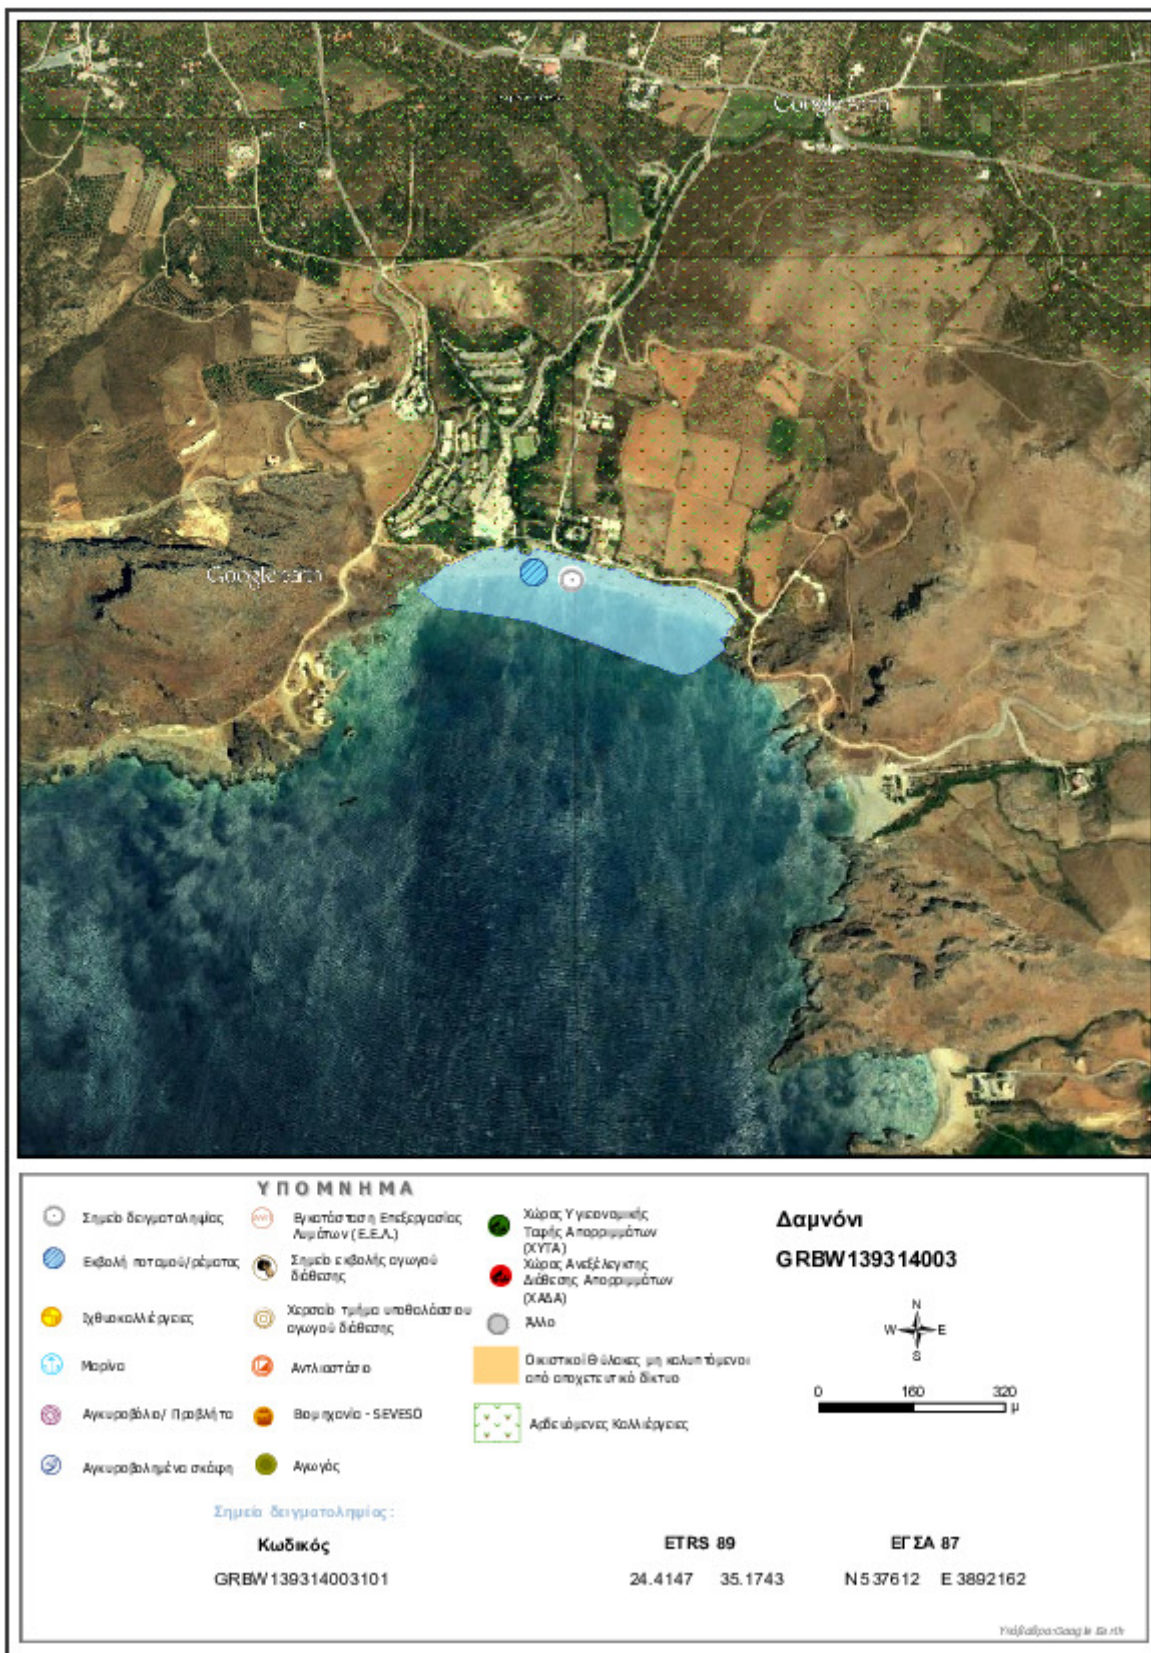 Google earth
Google earth
ΥΠΟΜΝΗΜΑ
Σημείο δειγματοληψίας
Εκβολή ποταμού/ρέματος
Ιχθυοκαλλιέργειες
Μαρίνα
Αγκυροβόλιο/ Προβλήτα
Αγκυροβολημένα σκάφη
Εγκατάσταση Επεξεργασίας
Λυμάτων (Ε.Ε.Λ.)
Σημείο εκβολής αγωγού
διάθεσης
Χερσαίο τμήμα υποθαλάσσιου
αγωγού διάθεσης
Αντλιοστάσιο
Βιομηχανία - SEVESO
Αγωγός
Χώρος Υγειονομικής
Ταφής Απορριμμάτων
(ΧΥΤΑ)
Χώρος Ανεξέλεγκτης
Διάθεσης Απορριμμάτων
(ΧΑΔΑ)
Άλλο
Οικιστικοί Θύλακες μη καλυπτόμενοι
από αποχετευτικό δίκτυο
Αρδευόμενες Καλλιέργειες
Δαμνόνι
GRBW139314003
N
W E
S
0 160 320
μ
Σημείο δειγματοληψίας:
Κωδικός ETRS 89 ΕΓΣΑ 87
GRBW139314003101 24.4147 35.1743 N 537612 E 3892162
Υπόβαθρο:Google Earth